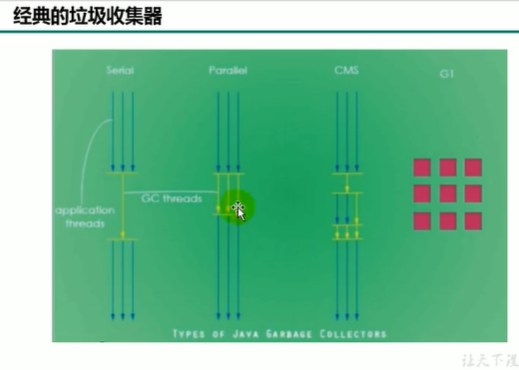 经典的垃圾收集器
Serial
Parallel
CMS
G1
GC threads
application
threads
TYPES OF JAVA GARBAGE COLLECTORS
让天下没